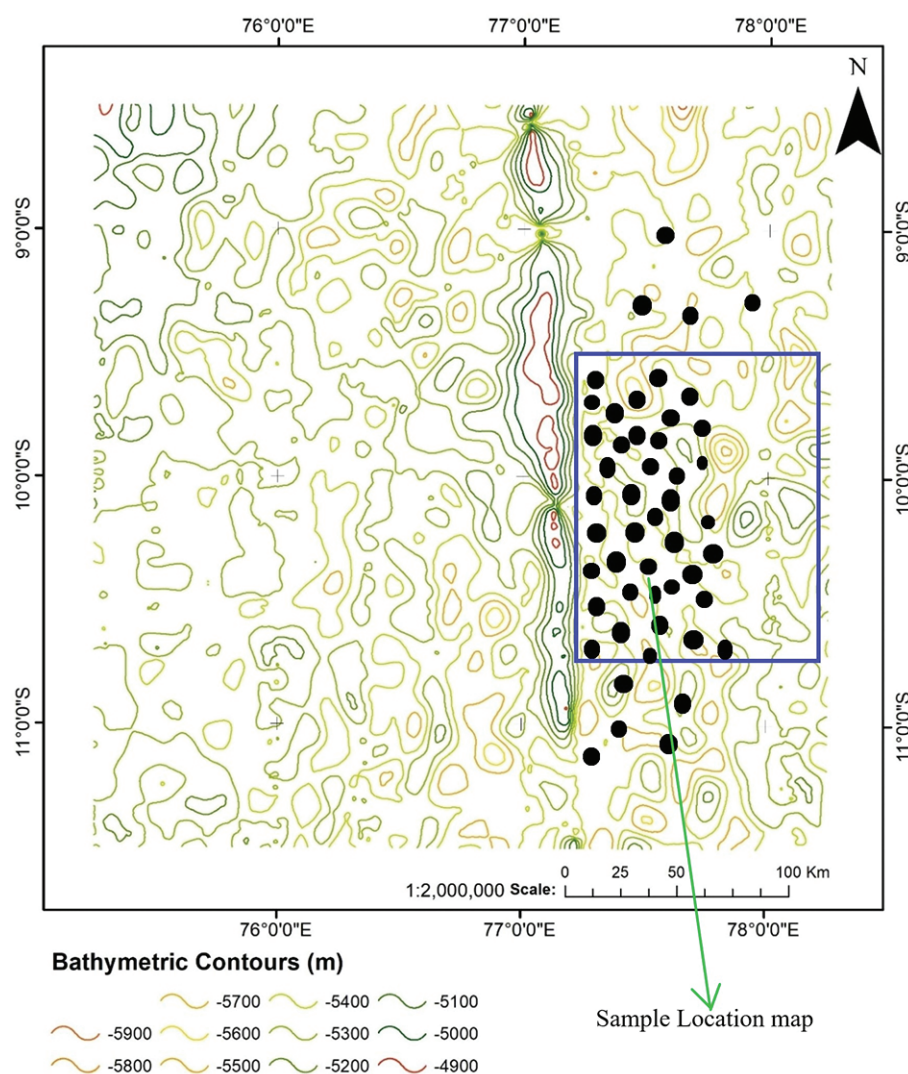 76°0'0"E 77°0'0"E 78°0'0"E
N
9°0'0"S 9°0'0"S
10°0'0"S 10°0'0"S
11°0'0"S 11°0'0"S
0 25 50 100 Km
1:2,000,000 Scale:
76°0'0"E 77°0'0"E 78°0'0"E
Bathymetric Contours (m)
-5700 -5400 -5100
-5900 -5600 -5300 -5000
-5800 -5500 -5200 -4900
Sample Location map